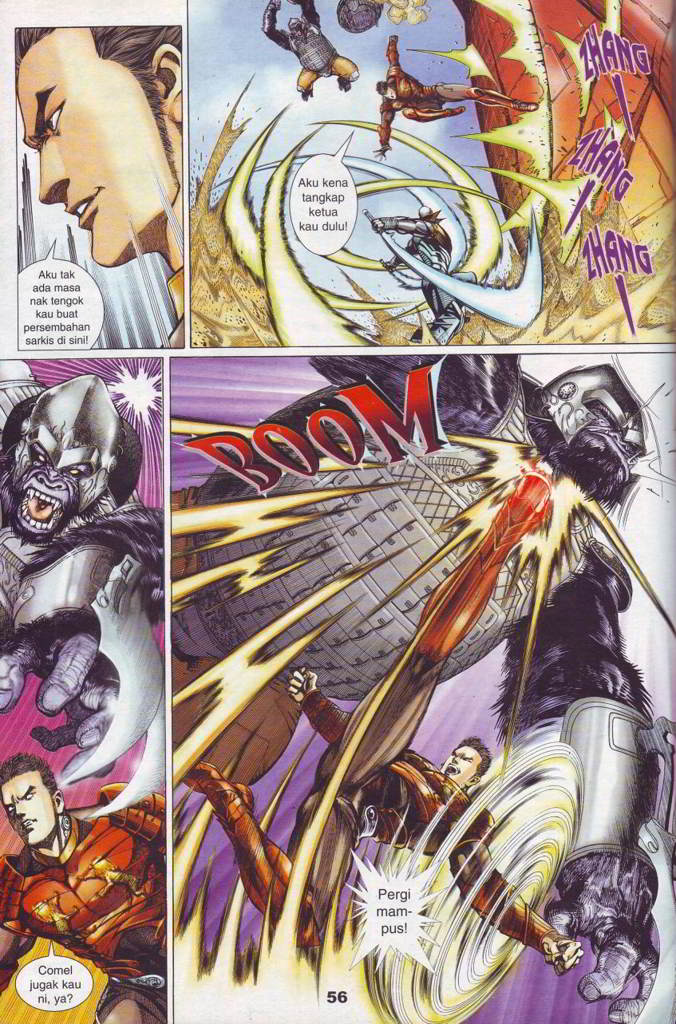 Aku tak
ada masa
nak tengok
kau buat
persembahan
sarkis di sini!
Aku kena
tangkap
ketua
kau dulu!
ZHANG
ZHANG
ZHANG
BOOM
Comel
jugak kau
ni, ya?
Pergi
mam-
pus!
56